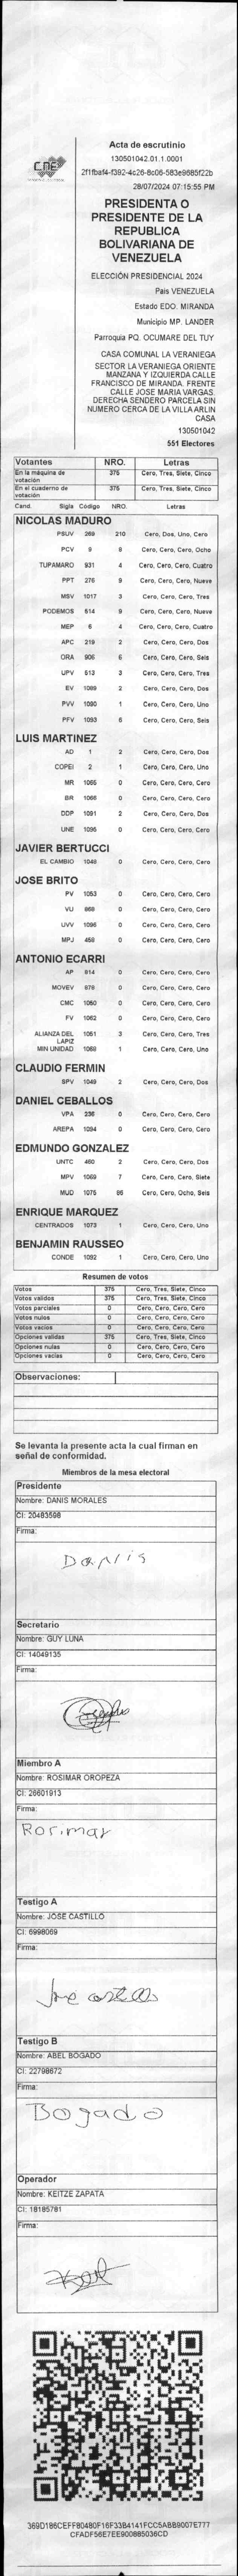 CNE
Acta de escrutinio
130501042.01.1.0001
2f1fbaf4-f392-4c26-8c06-583e9685f22b
28/07/2024 07:15:55 PM
PRESIDENTA O
PRESIDENTE DE LA
REPUBLICA
BOLIVARIANA DE
VENEZUELA
ELECCIÓN PRESIDENCIAL 2024
Pais VENEZUELA
Estado EDO. MIRANDA
Municipio MP. LANDER
Parroquia PQ. OCUMARE DEL TUY
CASA COMUNAL LA VERANIEGA
SECTOR LA VERANIEGA ORIENTE
MANZANA Y IZQUIERDA CALLE
FRANCISCO DE MIRANDA. FRENTE
CALLE JOSE MARIA VARGAS.
DERECHA SENDERO PARCELA SIN
NUMERO CERCA DE LA VILLA ARLIN
CASA
130501042
551 Electores
Votantes NRO. Letras
En la máquina de votación 375 Cero, Tres, Siete, Cinco
En el cuaderno de votación 375 Cero, Tres, Siete, Cinco
Cand. Sigla Código NRO. Letras
NICOLAS MADURO
PSUV 269 210 Cero, Dos, Uno, Cero
PCV 9 8 Cero, Cero, Cero, Ocho
TUPAMARO 931 4 Cero, Cero, Cero, Cuatro
PPT 276 9 Cero, Cero, Cero, Nueve
MSV 1017 3 Cero, Cero, Cero, Tres
PODEMOS 514 9 Cero, Cero, Cero, Nueve
MEP 6 4 Cero, Cero, Cero, Cuatro
APC 219 2 Cero, Cero, Cero, Dos
ORA 906 6 Cero, Cero, Cero, Seis
UPV 513 3 Cero, Cero, Cero, Tres
EV 1089 2 Cero, Cero, Cero, Dos
PVV 1090 1 Cero, Cero, Cero, Uno
PFV 1093 6 Cero, Cero, Cero, Seis
LUIS MARTINEZ
AD 1 2 Cero, Cero, Cero, Dos
COPEI 2 1 Cero, Cero, Cero, Uno
MR 1065 0 Cero, Cero, Cero, Cero
BR 1066 0 Cero, Cero, Cero, Cero
DDP 1091 2 Cero, Cero, Cero, Dos
UNE 1095 0 Cero, Cero, Cero, Cero
JAVIER BERTUCCI
EL CAMBIO 1048 0 Cero, Cero, Cero, Cero
JOSE BRITO
PV 1053 0 Cero, Cero, Cero, Cero
VU 868 0 Cero, Cero, Cero, Cero
UVV 1096 0 Cero, Cero, Cero, Cero
MPJ 458 0 Cero, Cero, Cero, Cero
ANTONIO ECARRI
AP 814 0 Cero, Cero, Cero, Cero
MOVEV 878 0 Cero, Cero, Cero, Cero
CMC 1050 0 Cero, Cero, Cero, Cero
FV 1062 0 Cero, Cero, Cero, Cero
ALIANZA DEL LAPIZ 1051 3 Cero, Cero, Cero, Tres
MIN UNIDAD 1068 1 Cero, Cero, Cero, Uno
CLAUDIO FERMIN
SPV 1049 2 Cero, Cero, Cero, Dos
DANIEL CEBALLOS
VPA 236 0 Cero, Cero, Cero, Cero
AREPA 1094 0 Cero, Cero, Cero, Cero
EDMUNDO GONZALEZ
UNTC 460 2 Cero, Cero, Cero, Dos
MPV 1069 7 Cero, Cero, Cero, Siete
MUD 1075 86 Cero, Cero, Ocho, Seis
ENRIQUE MARQUEZ
CENTRADOS 1073 1 Cero, Cero, Cero, Uno
BENJAMIN RAUSSEO
CONDE 1092 1 Cero, Cero, Cero, Uno
Resumen de votos
Votos 375 Cero, Tres, Siete, Cinco
Votos validos 375 Cero, Tres, Siete, Cinco
Votos parciales 0 Cero, Cero, Cero, Cero
Votos nulos 0 Cero, Cero, Cero, Cero
Votos vacios 0 Cero, Cero, Cero, Cero
Opciones validas 375 Cero, Tres, Siete, Cinco
Opciones nulas 0 Cero, Cero, Cero, Cero
Opciones vacias 0 Cero, Cero, Cero, Cero
Observaciones:
Se levanta la presente acta la cual firman en
señal de conformidad.
Miembros de la mesa electoral
Presidente
Nombre: DANIS MORALES
CI: 20483598
Firma:
Danis
Secretario
Nombre: GUY LUNA
CI: 14049135
Firma:
Miembro A
Nombre: ROSIMAR OROPEZA
CI: 26601913
Firma:
Rorimar
Testigo A
Nombre: JOSE CASTILLO
CI: 6998069
Firma:
Testigo B
Nombre: ABEL BOGADO
CI: 22798672
Firma:
Bogado
Operador
Nombre: KEITZE ZAPATA
CI: 18185781
Firma:
369D186CEFF80480F16F33B4141FCC5ABB9007E777
CFADF56E7EE900885036CD